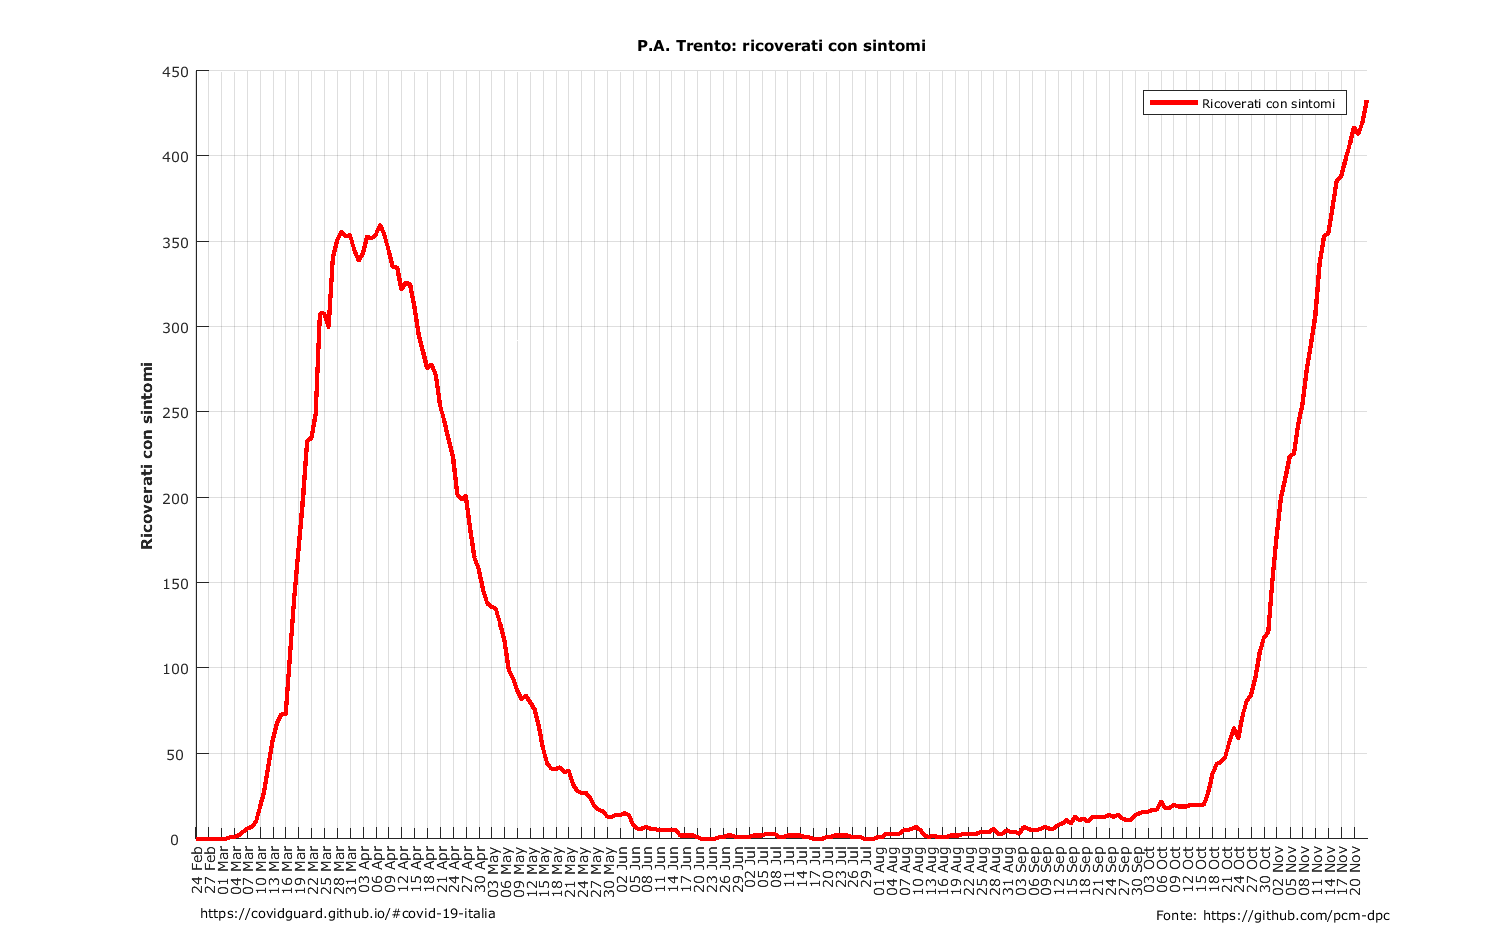 P.A. Trento: ricoverati con sintomi
Ricoverati con sintomi
Ricoverati con sintomi
450
400
350
300
250
200
150
100
50
0
24 Feb
27 Feb
01 Mar
04 Mar
07 Mar
10 Mar
13 Mar
16 Mar
19 Mar
22 Mar
25 Mar
28 Mar
31 Mar
03 Apr
06 Apr
09 Apr
12 Apr
15 Apr
18 Apr
21 Apr
24 Apr
27 Apr
30 Apr
03 May
06 May
09 May
12 May
15 May
18 May
21 May
24 May
27 May
30 May
02 Jun
05 Jun
08 Jun
11 Jun
14 Jun
17 Jun
20 Jun
23 Jun
26 Jun
29 Jun
02 Jul
05 Jul
08 Jul
11 Jul
14 Jul
17 Jul
20 Jul
23 Jul
26 Jul
29 Jul
01 Aug
04 Aug
07 Aug
10 Aug
13 Aug
16 Aug
19 Aug
22 Aug
25 Aug
28 Aug
31 Aug
03 Sep
06 Sep
09 Sep
12 Sep
15 Sep
18 Sep
21 Sep
24 Sep
27 Sep
30 Sep
03 Oct
06 Oct
09 Oct
12 Oct
15 Oct
18 Oct
21 Oct
24 Oct
27 Oct
30 Oct
02 Nov
05 Nov
08 Nov
11 Nov
14 Nov
17 Nov
20 Nov
https://covidguard.github.io/#covid-19-italia
Fonte: https://github.com/pcm-dpc